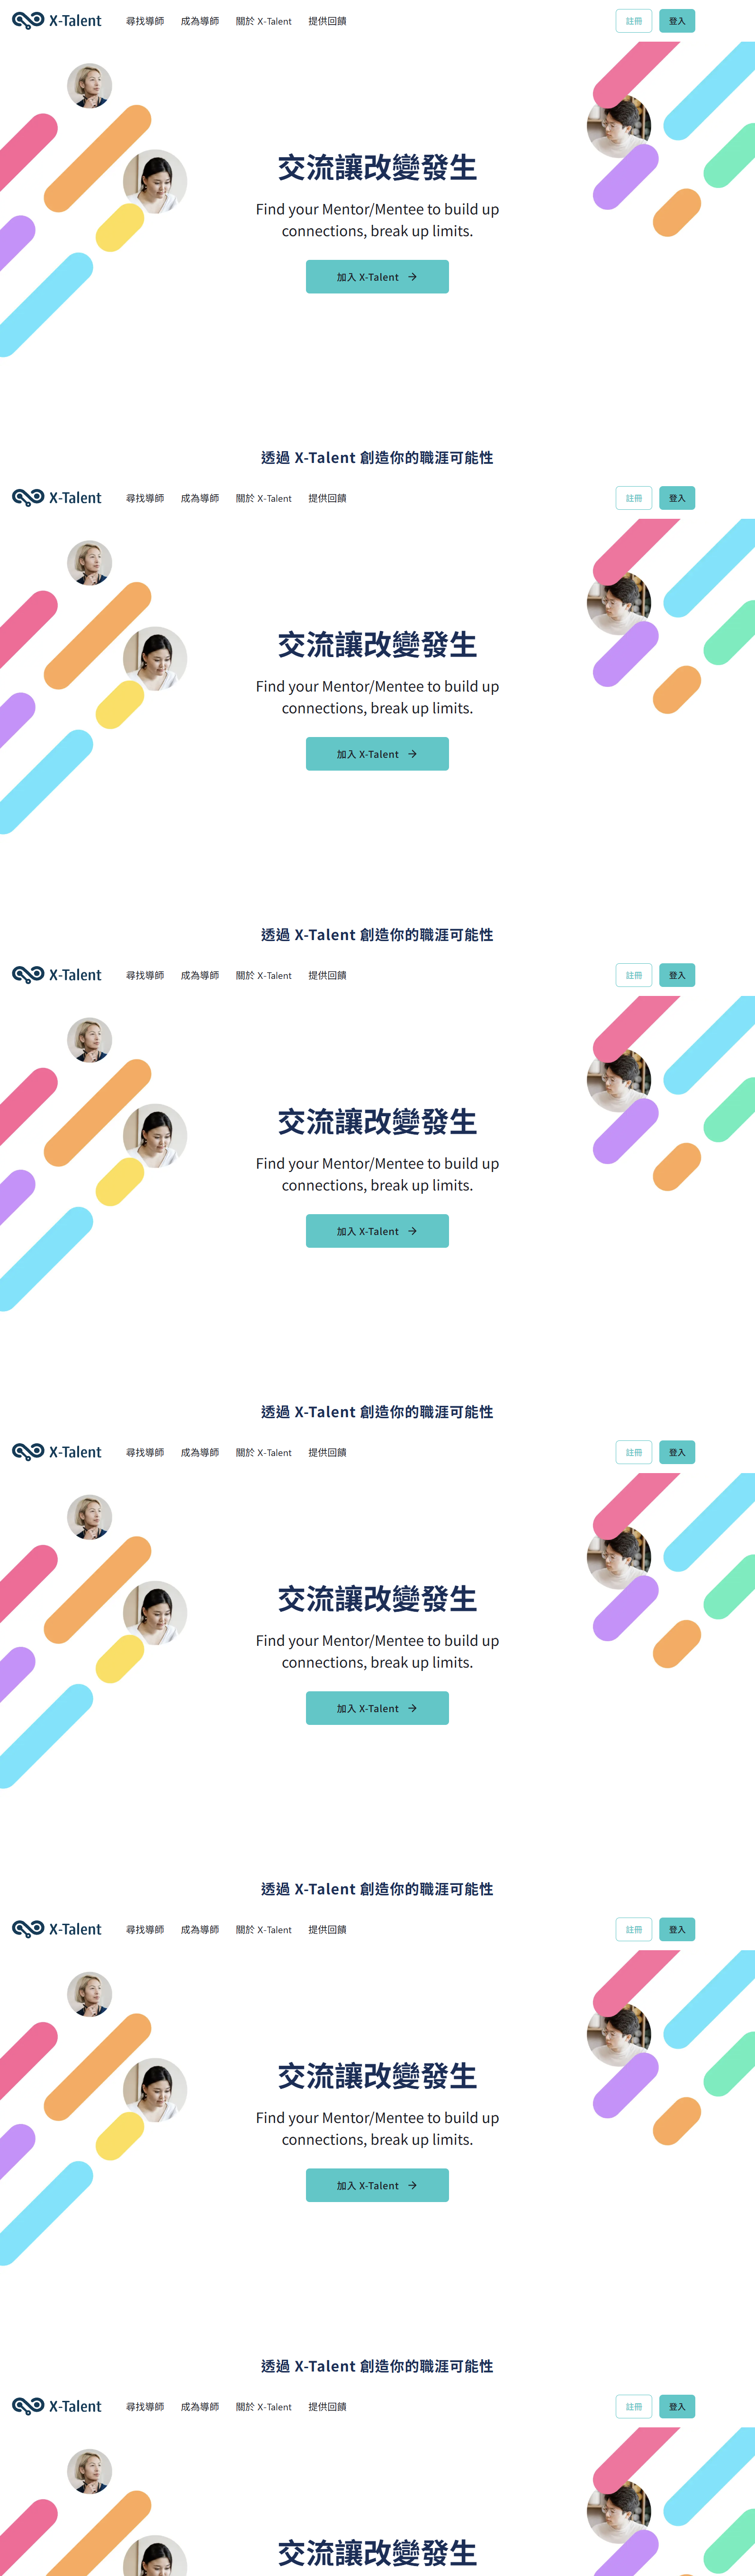 X-Talent 尋找導師 成為導師 關於 X-Talent 提供回饋 註冊 登入
交流讓改變發生
Find your Mentor/Mentee to build up
connections, break up limits.
加入 X-Talent →
透過 X-Talent 創造你的職涯可能性
X-Talent 尋找導師 成為導師 關於 X-Talent 提供回饋 註冊 登入
交流讓改變發生
Find your Mentor/Mentee to build up
connections, break up limits.
加入 X-Talent →
透過 X-Talent 創造你的職涯可能性
X-Talent 尋找導師 成為導師 關於 X-Talent 提供回饋 註冊 登入
交流讓改變發生
Find your Mentor/Mentee to build up
connections, break up limits.
加入 X-Talent →
透過 X-Talent 創造你的職涯可能性
X-Talent 尋找導師 成為導師 關於 X-Talent 提供回饋 註冊 登入
交流讓改變發生
Find your Mentor/Mentee to build up
connections, break up limits.
加入 X-Talent →
透過 X-Talent 創造你的職涯可能性
X-Talent 尋找導師 成為導師 關於 X-Talent 提供回饋 註冊 登入
交流讓改變發生
Find your Mentor/Mentee to build up
connections, break up limits.
加入 X-Talent →
透過 X-Talent 創造你的職涯可能性
X-Talent 尋找導師 成為導師 關於 X-Talent 提供回饋 註冊 登入
交流讓改變發生